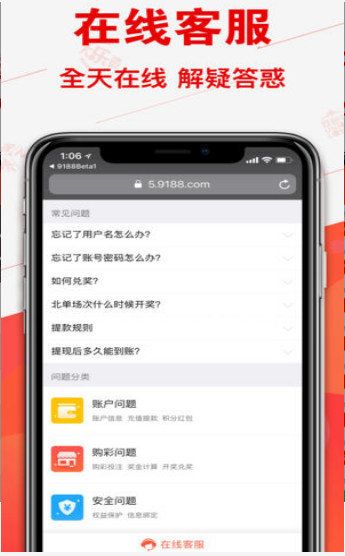 在线客服
全天在线 解疑答惑
1:06
9188Beta1
5.9188.com
常见问题
忘记了用户名怎么办?
忘记了账号密码怎么办?
如何兑奖?
北单场次什么时候开奖?
提款规则
提现后多久能到账?
问题分类
账户问题
账户信息 充值提款 积分红包
购彩问题
购彩投注 奖金计算 开奖兑奖
安全问题
权益保护 信息绑定
在线客服